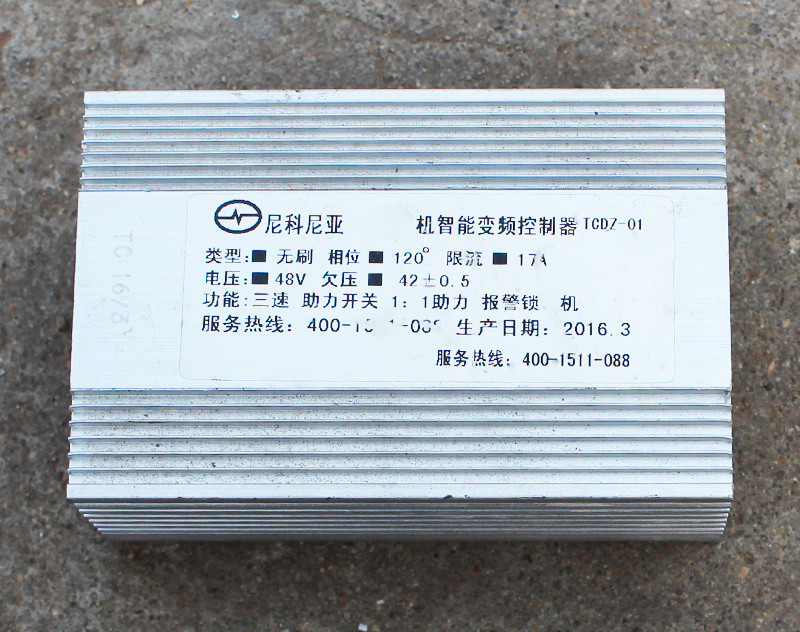 尼科尼亚 机智能变频控制器 TCDZ-01
类型:■ 无刷 相位■ 120° 限流■ 17A
电压:■48V 欠压■ 42±0.5
功能:三速 助力开关 1:1助力 报警锁 机
服务热线: 生产日期:2016.3
服务热线:400-1511-088
TC 16/3